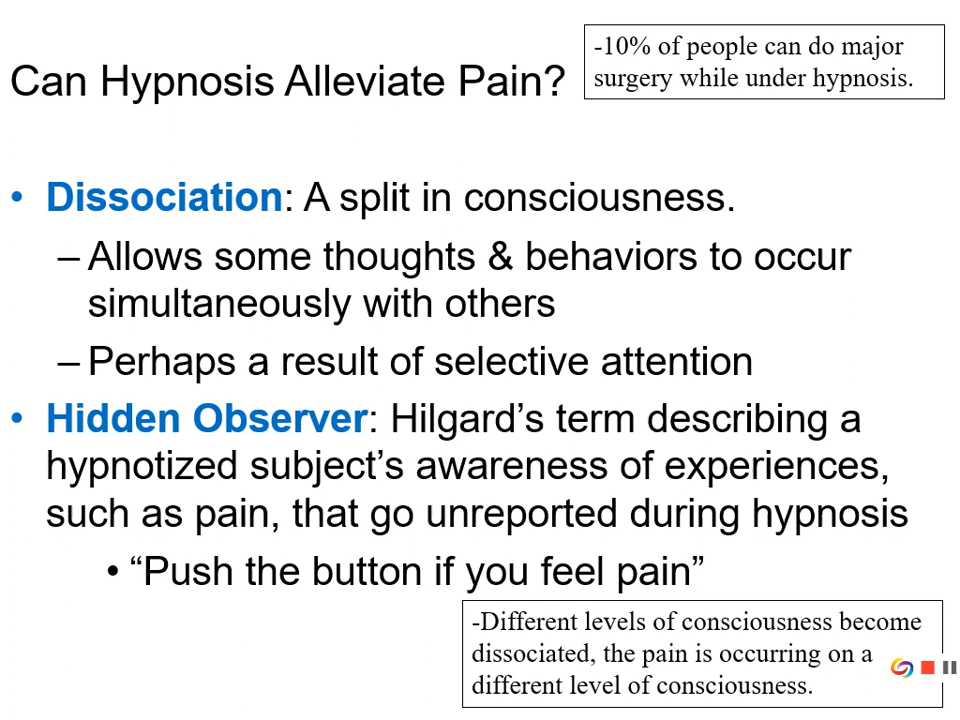 -10% of people can do major
surgery while under hypnosis.
Can Hypnosis Alleviate Pain?
• Dissociation: A split in consciousness.
– Allows some thoughts & behaviors to occur
simultaneously with others
– Perhaps a result of selective attention
• Hidden Observer: Hilgard’s term describing a
hypnotized subject’s awareness of experiences,
such as pain, that go unreported during hypnosis
• “Push the button if you feel pain”
-Different levels of consciousness become
dissociated, the pain is occurring on a
different level of consciousness.